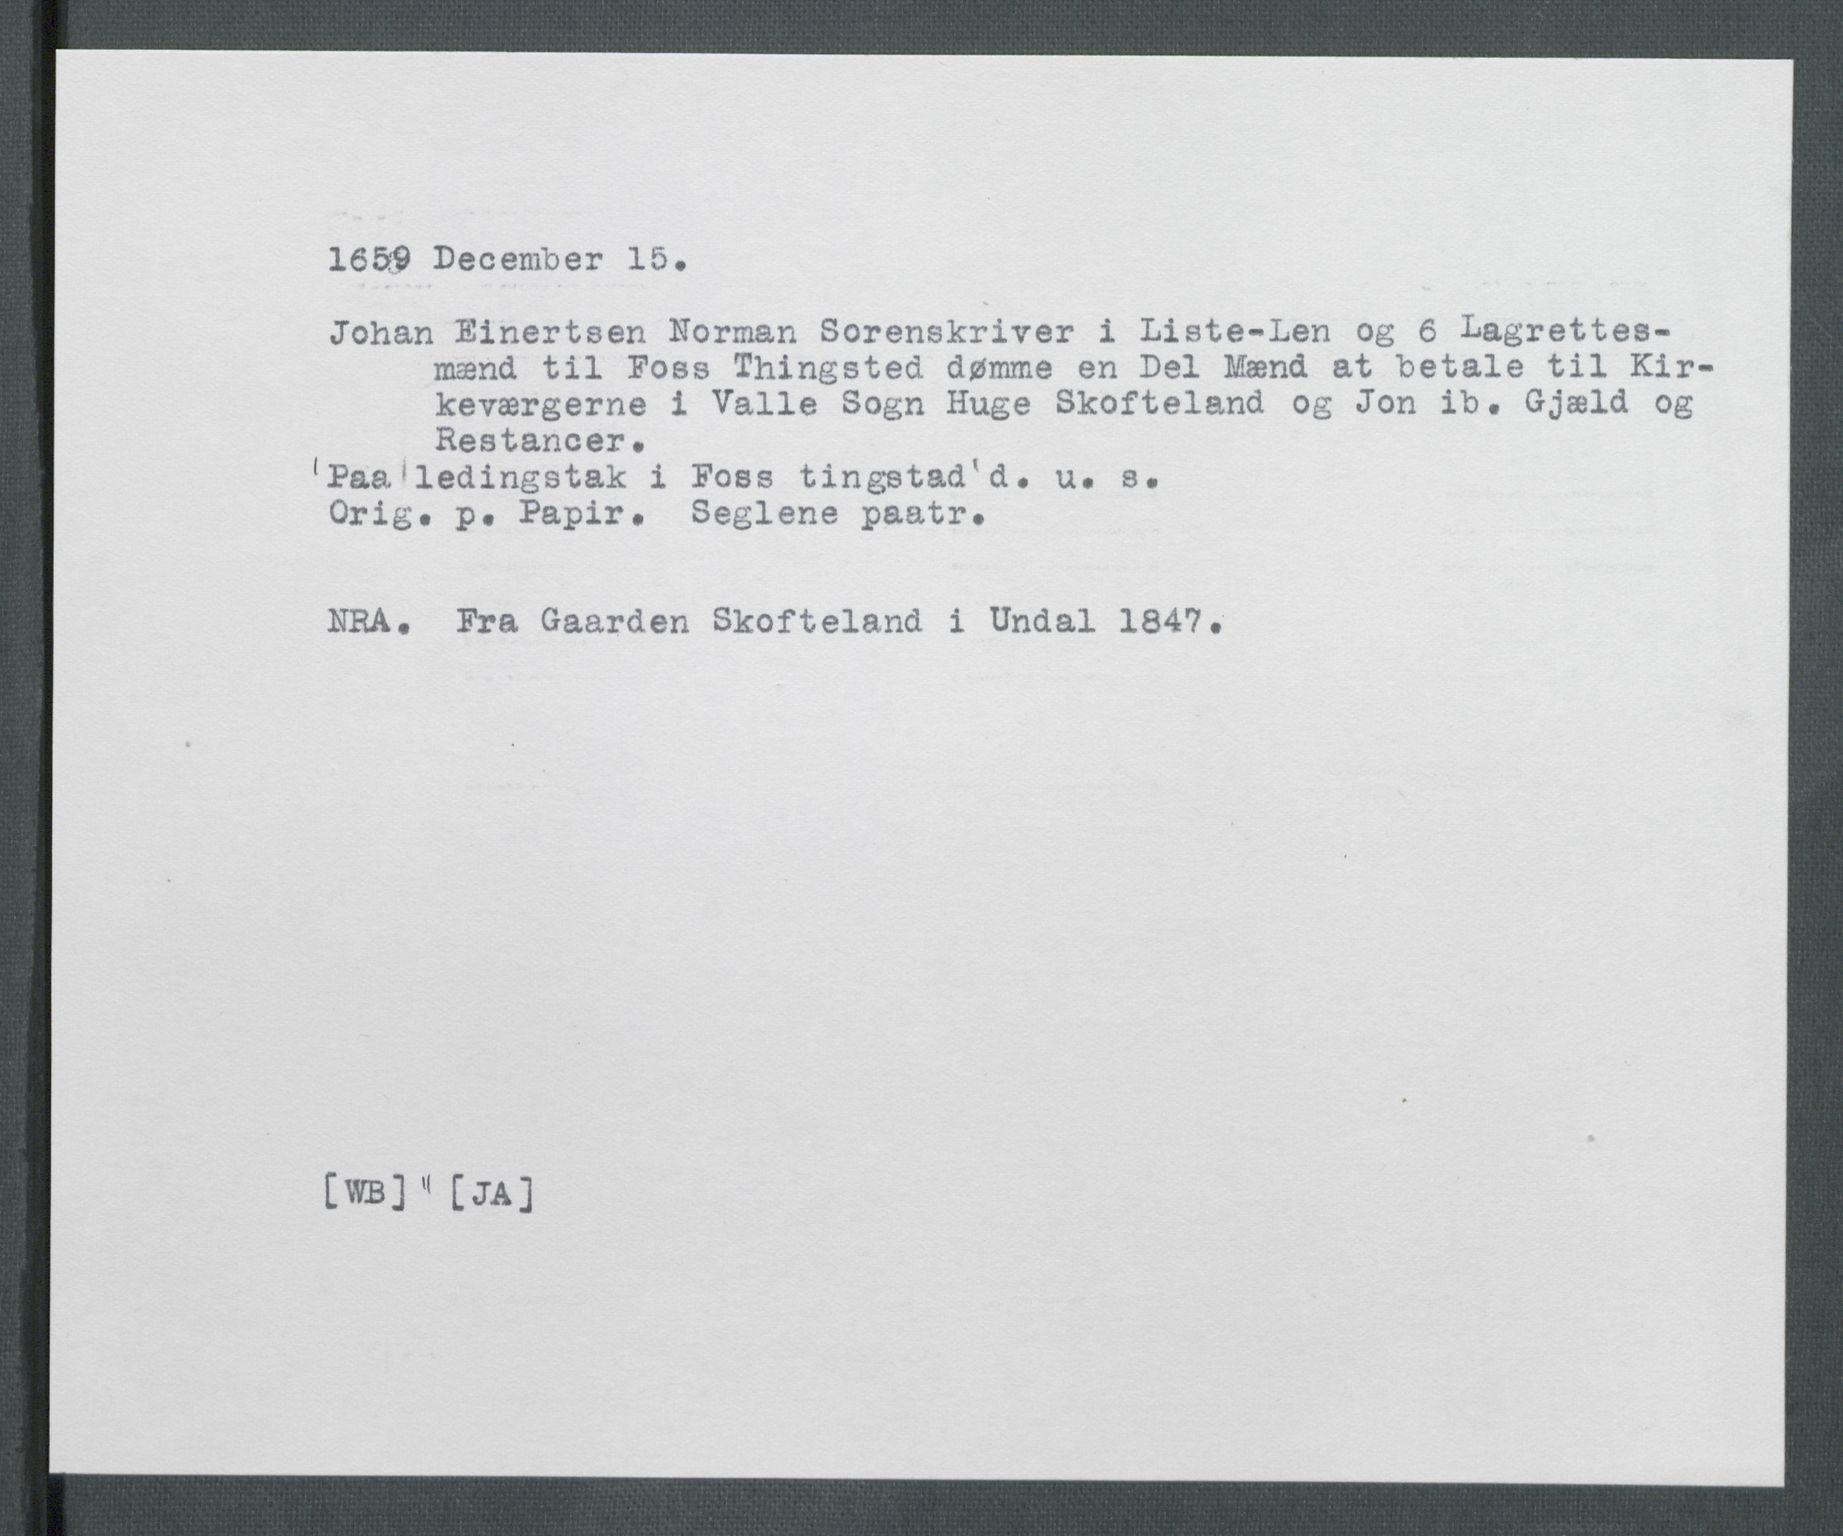 1659 December 15.
Johan Einertsen Norman Sorenskriver i Liste-Len og 6 Lagrettes-
mænd til Foss Thingsted dømme en Del Mænd at betale til Kir-
keværgerne i Valle Sogn Huge Skofteland og Jon ib. Gjæld og
Restancer.
'Paa 'ledingstak i Foss tingstad' d. u. s.
Orig. p. Papir. Seglene paatr.
NRA. Fra Gaarden Skofteland i Undal 1847.
[WB] " [JA]